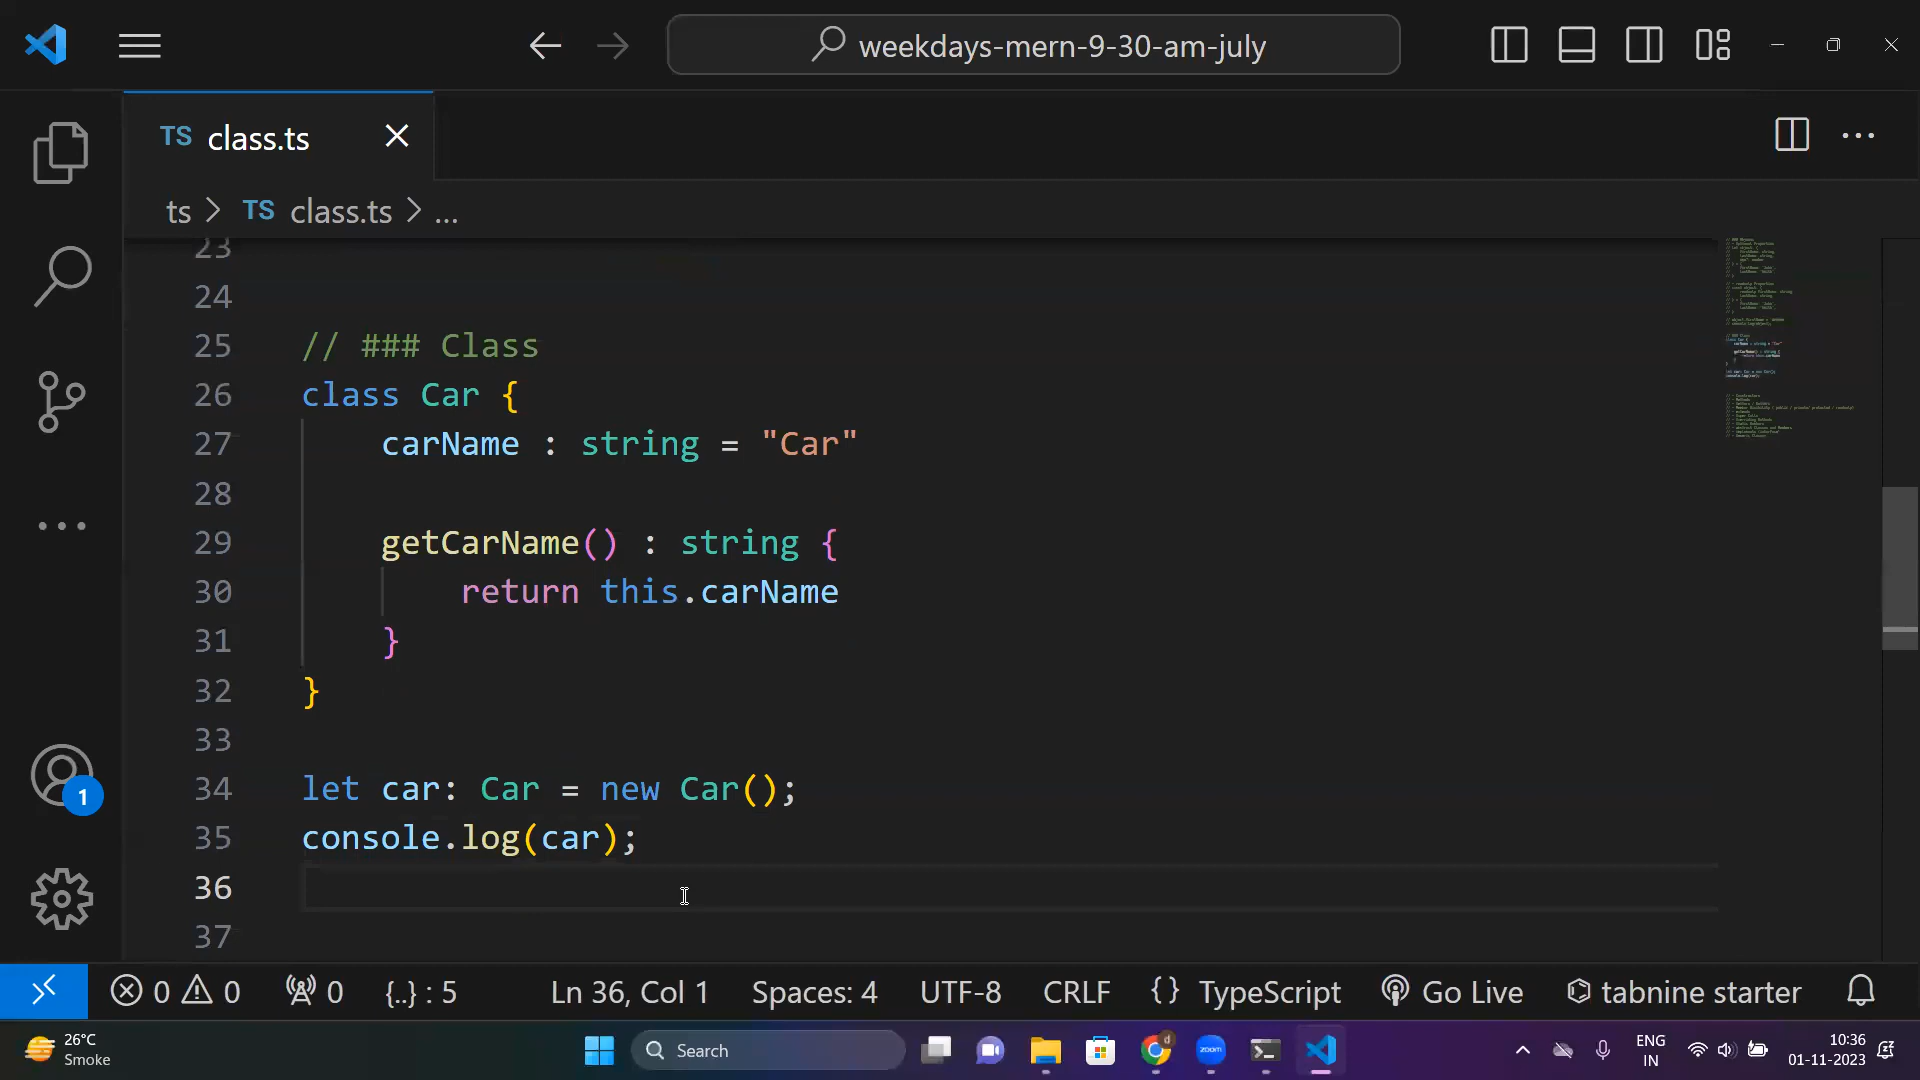 weekdays-mern-9-30-am-july
TS class.ts
ts > TS class.ts > ...
23
24
25 // ### Class
26 class Car {
27 carName : string = "Car"
28
29 getCarName() : string {
30 return this.carName
31 }
32 }
33
34 let car: Car = new Car();
35 console.log(car);
36
37
1
0 0 0 {..} : 5 Ln 36, Col 1 Spaces: 4 UTF-8 CRLF {} TypeScript Go Live tabnine starter
26°C
Smoke
Search
d
zoom
ENG
IN
10:36
01-11-2023